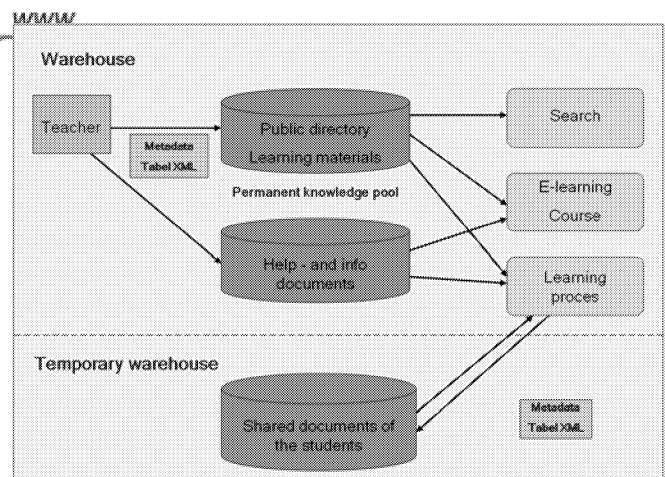 www
Warehouse
Teacher
Metadata
Tabel XML
Public directory
Learning materials
Search
Permanent knowledge pool
E-learning
Course
Help - and info
documents
Learning
proces
Temporary warehouse
Shared documents of
the students
Metadata
Tabel XML